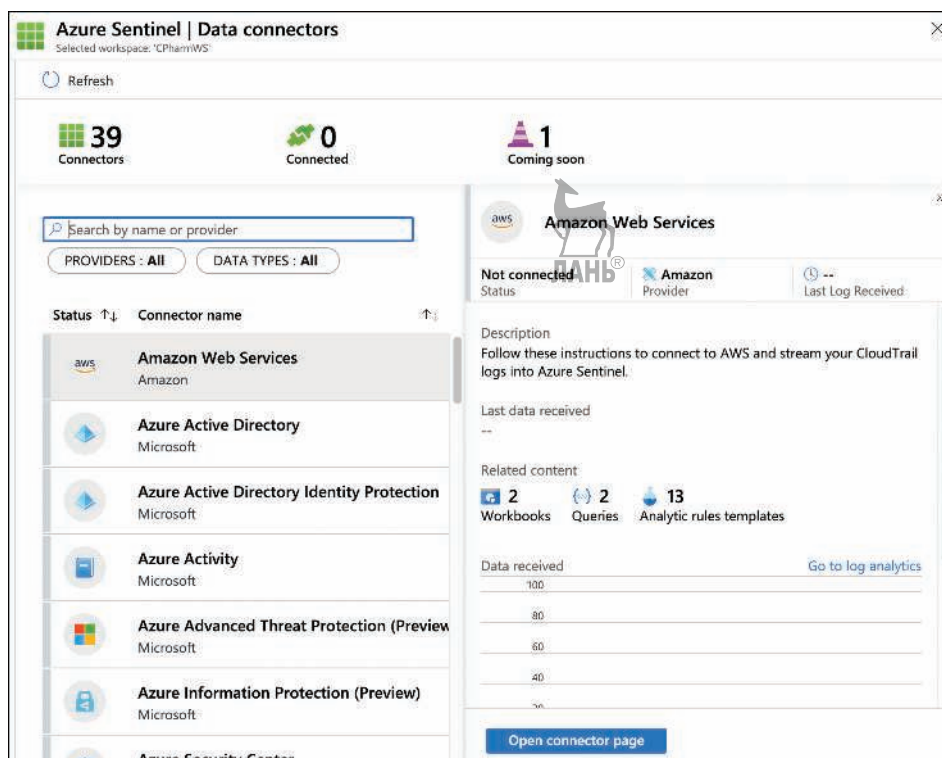 Azure Sentinel | Data connectors
Selected workspace: 'CPharmWS'
Refresh
39
Connectors
0
Connected
1
Coming soon
Search by name or provider
PROVIDERS : All
DATA TYPES : All
Status ↑↓ Connector name ↑↓
aws
Amazon Web Services
Amazon
Azure Active Directory
Microsoft
Azure Active Directory Identity Protection
Microsoft
Azure Activity
Microsoft
Azure Advanced Threat Protection (Preview
Microsoft
Azure Information Protection (Preview)
Microsoft
Azure Security Center
aws
Amazon Web Services
ЛАНЬ®
Not connected
Status
Amazon
Provider
--
Last Log Received
Description
Follow these instructions to connect to AWS and stream your CloudTrail
logs into Azure Sentinel.
Last data received
--
Related content
2
Workbooks
2
Queries
13
Analytic rules templates
Data received
Go to log analytics
100
80
60
40
20
Open connector page